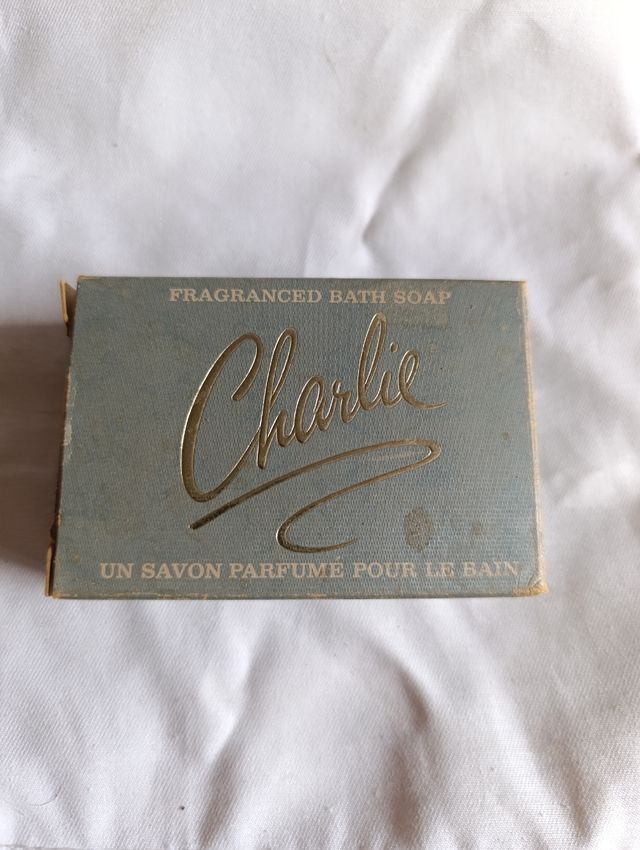 FRAGRANCED BATH SOAP
Charlie
UN SAVON PARFUMÉ POUR LE BAIN